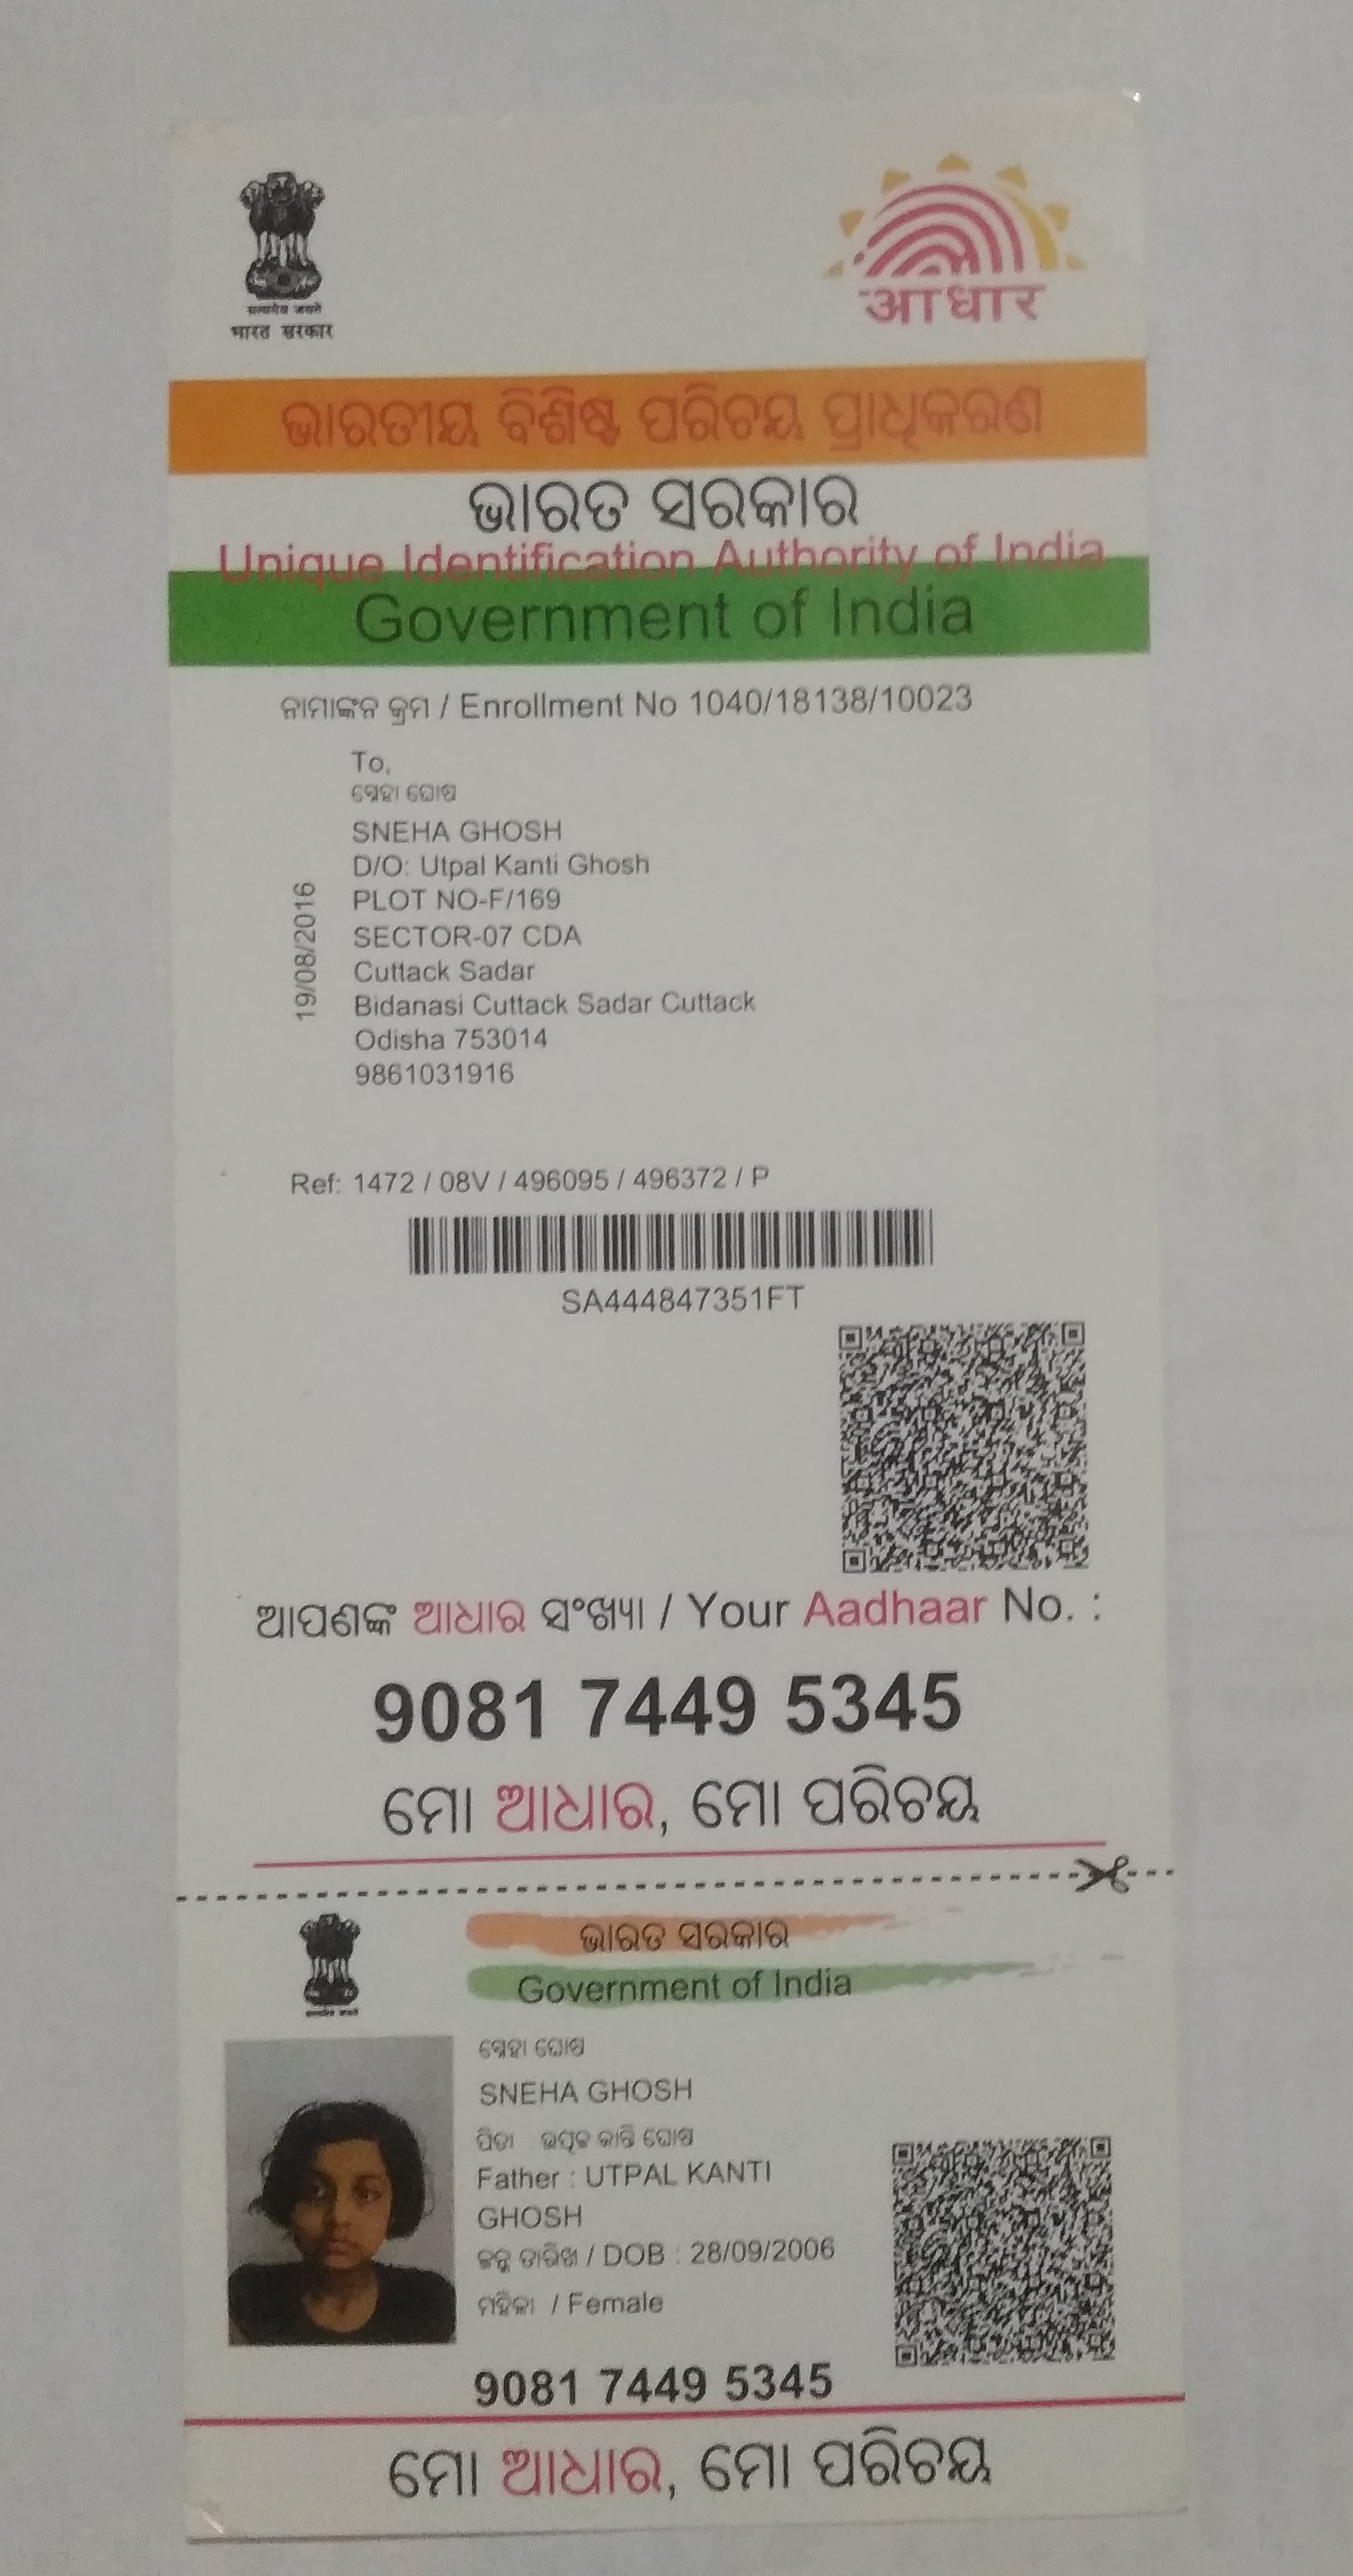 सत्यमेव जयते
भारत सरकार
आधार
ଭାରତୀୟ ବିଶିଷ୍ଟ ପରିଚୟ ପ୍ରାଧିକରଣ
ଭାରତ ସରକାର
Unique Identification Authority of India
Government of India
ନାମାଙ୍କନ କ୍ରମ / Enrollment No 1040/18138/10023
To,
ସ୍ନେହା ଘୋଷ
SNEHA GHOSH
D/O: Utpal Kanti Ghosh
PLOT NO-F/169
SECTOR-07 CDA
Cuttack Sadar
Bidanasi Cuttack Sadar Cuttack
Odisha 753014
9861031916
19/08/2016
Ref: 1472 / 08V / 496095 / 496372 / P
SA444847351FT
ଆପଣଙ୍କ ଆଧାର ସଂଖ୍ୟା / Your Aadhaar No. :
9081 7449 5345
ମୋ ଆଧାର, ମୋ ପରିଚୟ
ଭାରତ ସରକାର
Government of India
ସ୍ନେହା ଘୋଷ
SNEHA GHOSH
ପିତା ଉତ୍ପଳ କାନ୍ତି ଘୋଷ
Father : UTPAL KANTI
GHOSH
ଜନ୍ମ ତାରିଖ / DOB : 28/09/2006
ମହିଳା / Female
9081 7449 5345
ମୋ ଆଧାର, ମୋ ପରିଚୟ